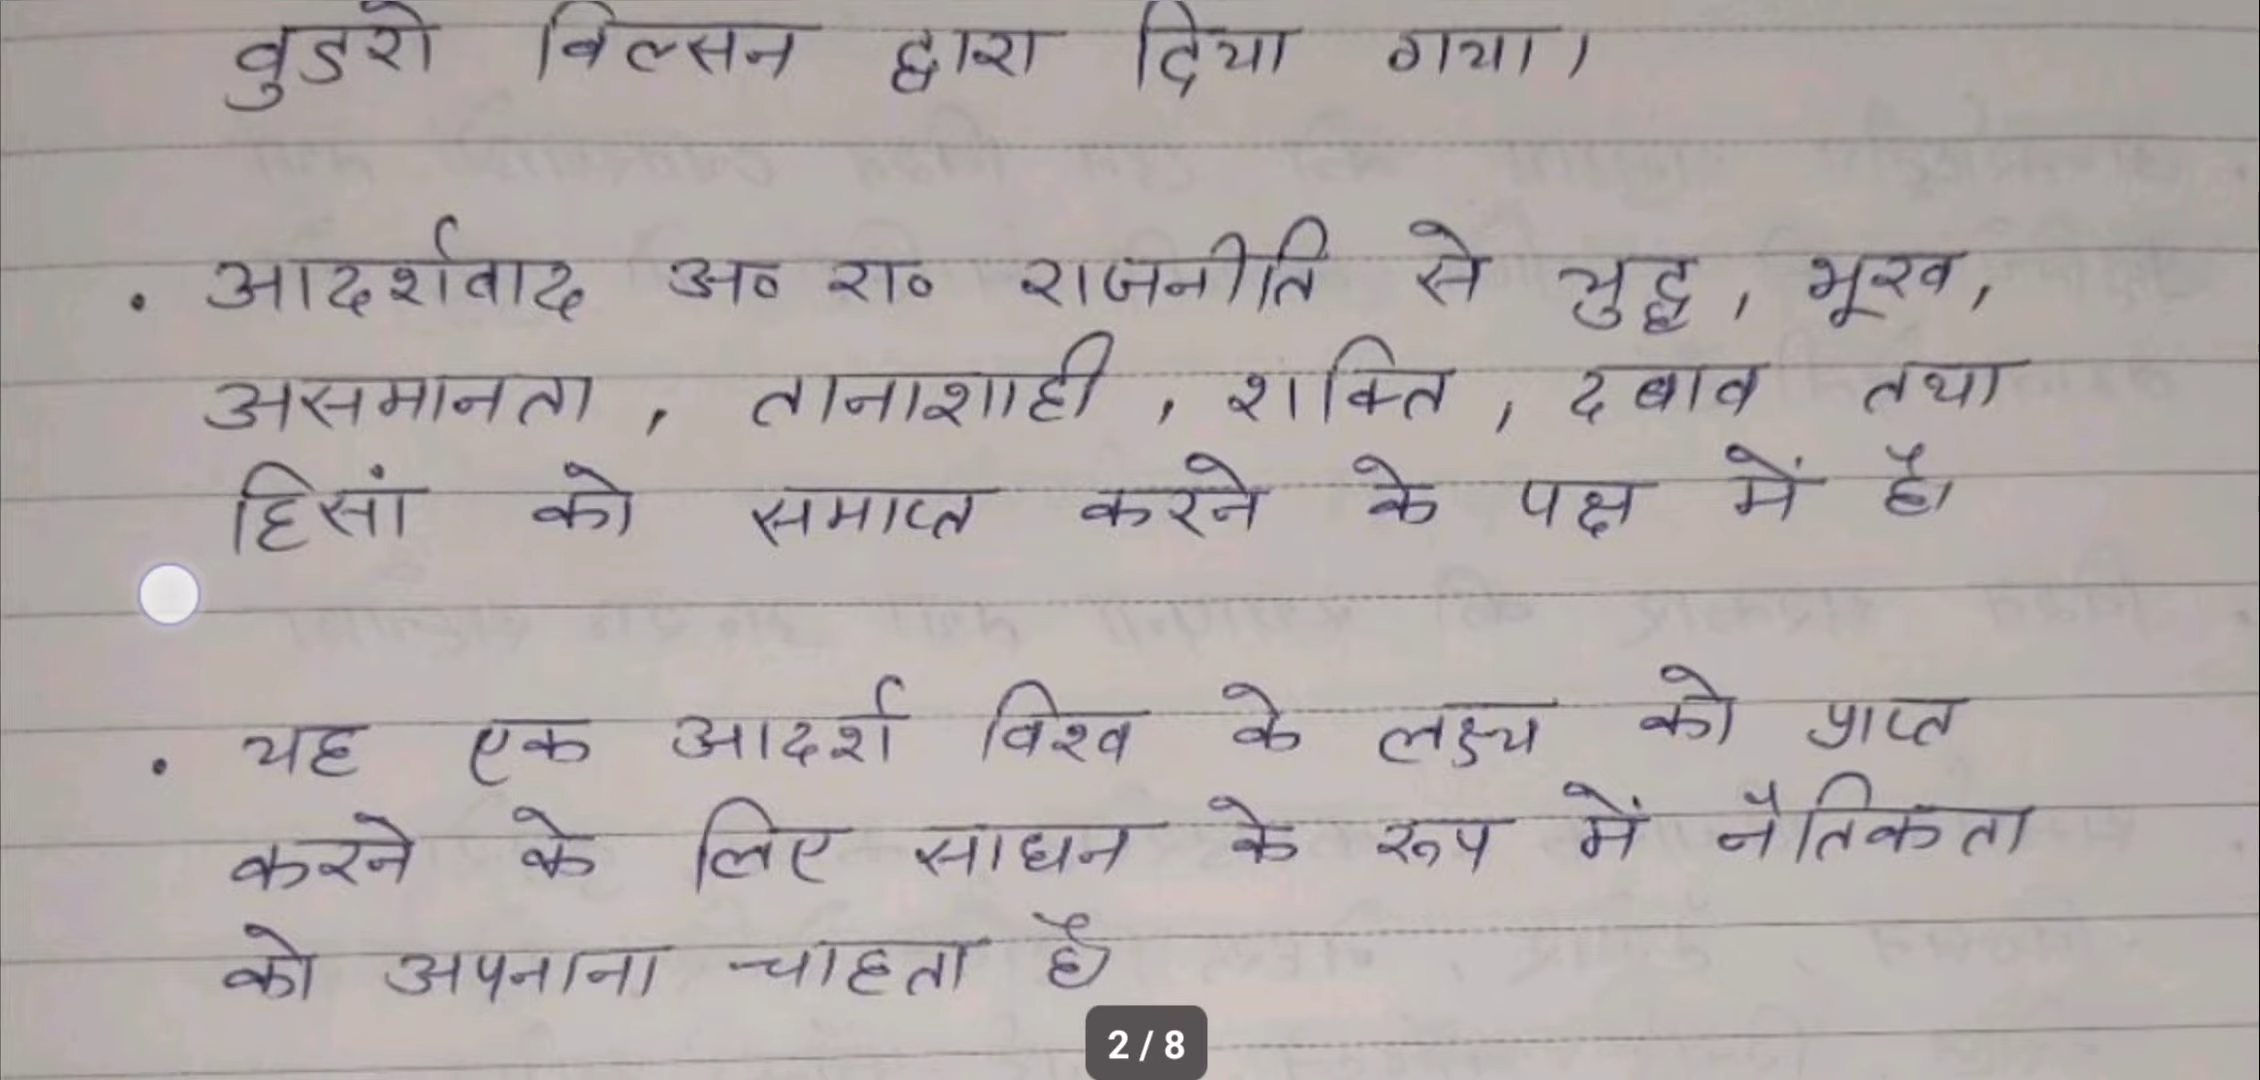 वुडरो विल्सन द्वारा दिया गया।
• आदर्शवाद अ० रा० राजनीति से युद्ध, भूख,
असमानता, तानाशाही, शक्ति, दबाव तथा
हिसां को समाप्त करने के पक्ष में है।
• यह एक आदर्श विश्व के लक्ष्य को प्राप्त
करने के लिए साधन के रूप में नैतिकता
को अपनाना चाहता है
2 / 8